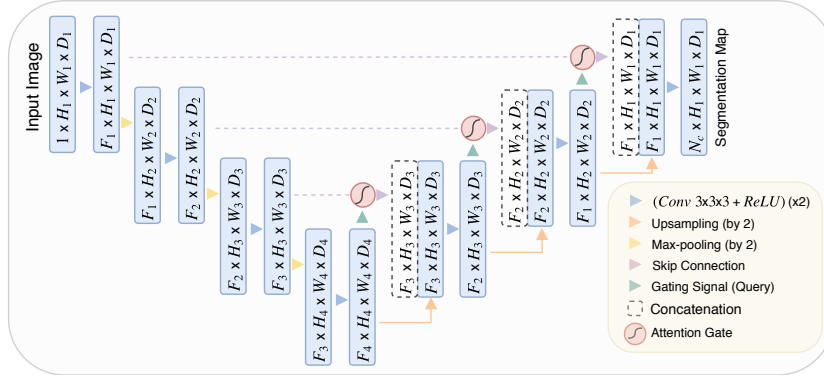 Input Image
1 x H₁ x W₁ x D₁
F₁ x H₁ x W₁ x D₁
F₁ x H₂ x W₂ x D₂
F₂ x H₂ x W₂ x D₂
F₂ x H₃ x W₃ x D₃
F₃ x H₃ x W₃ x D₃
F₃ x H₄ x W₄ x D₄
F₄ x H₄ x W₄ x D₄
F₃ x H₃ x W₃ x D₃
F₃ x H₃ x W₃ x D₃
F₂ x H₃ x W₃ x D₃
F₂ x H₂ x W₂ x D₂
F₂ x H₂ x W₂ x D₂
F₁ x H₂ x W₂ x D₂
F₁ x H₁ x W₁ x D₁
F₁ x H₁ x W₁ x D₁
N_c x H₁ x W₁ x D₁
Segmentation Map
(Conv 3x3x3 + ReLU) (x2)
Upsampling (by 2)
Max-pooling (by 2)
Skip Connection
Gating Signal (Query)
Concatenation
Attention Gate